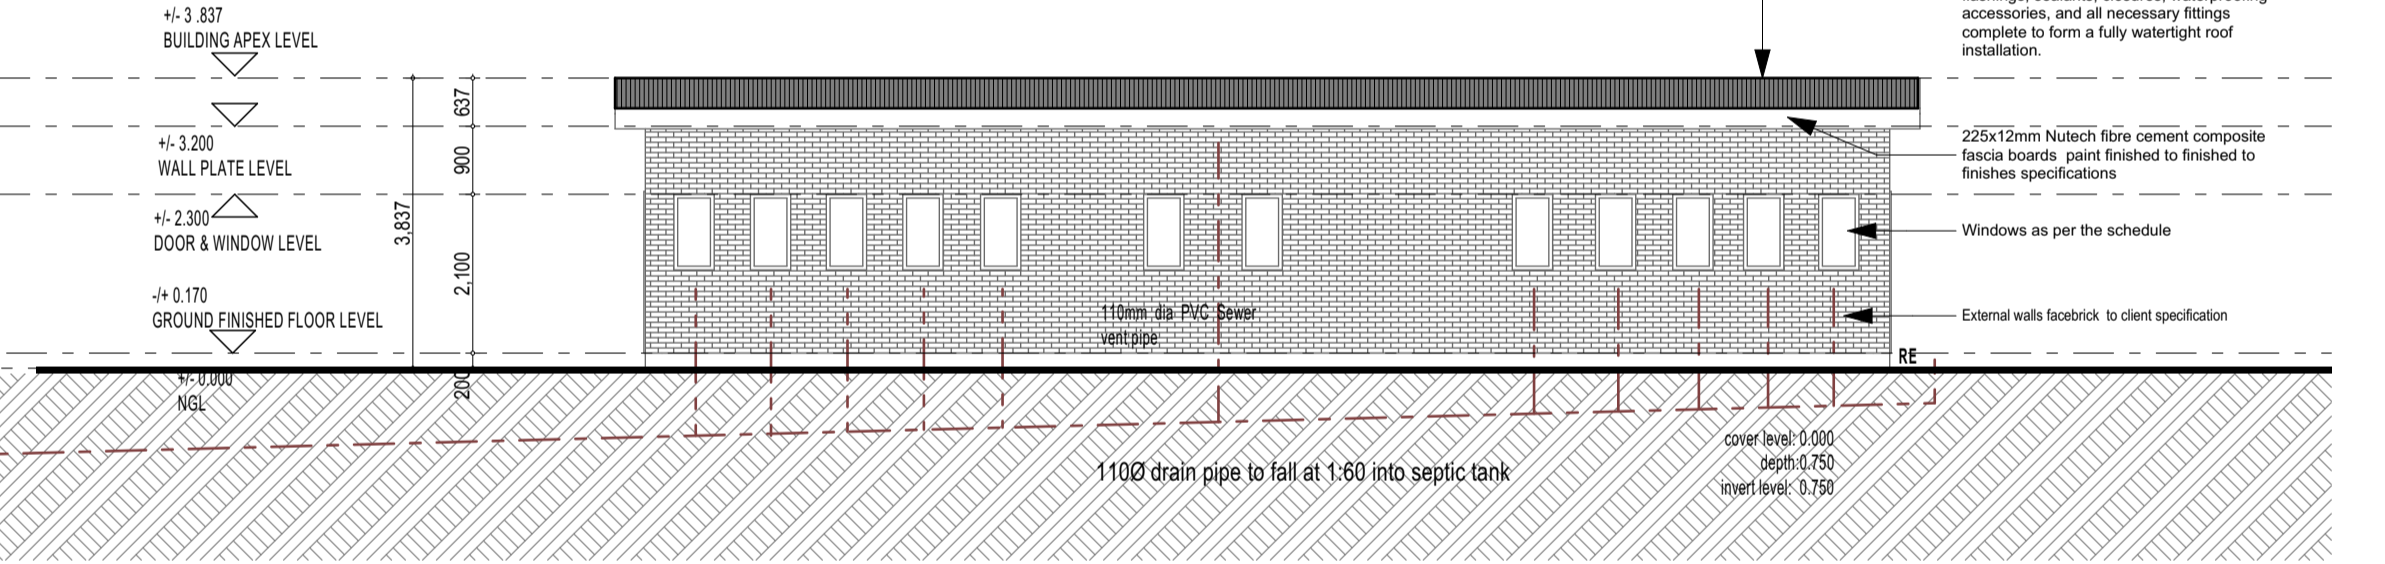 +/- 3 .837
BUILDING APEX LEVEL
+/- 3.200
WALL PLATE LEVEL
+/- 2.300
DOOR & WINDOW LEVEL
-/+ 0.170
GROUND FINISHED FLOOR LEVEL
+/- 0.000
NGL
3,837
637
900
2,100
200
110mm dia PVC Sewer
vent pipe
110Ø drain pipe to fall at 1:60 into septic tank
cover level: 0.000
depth:0.750
invert level: 0.750
RE
accessories, and all necessary fittings
complete to form a fully watertight roof
installation.
225x12mm Nutech fibre cement composite
fascia boards paint finished to finished to
finishes specifications
Windows as per the schedule
External walls facebrick to client specification